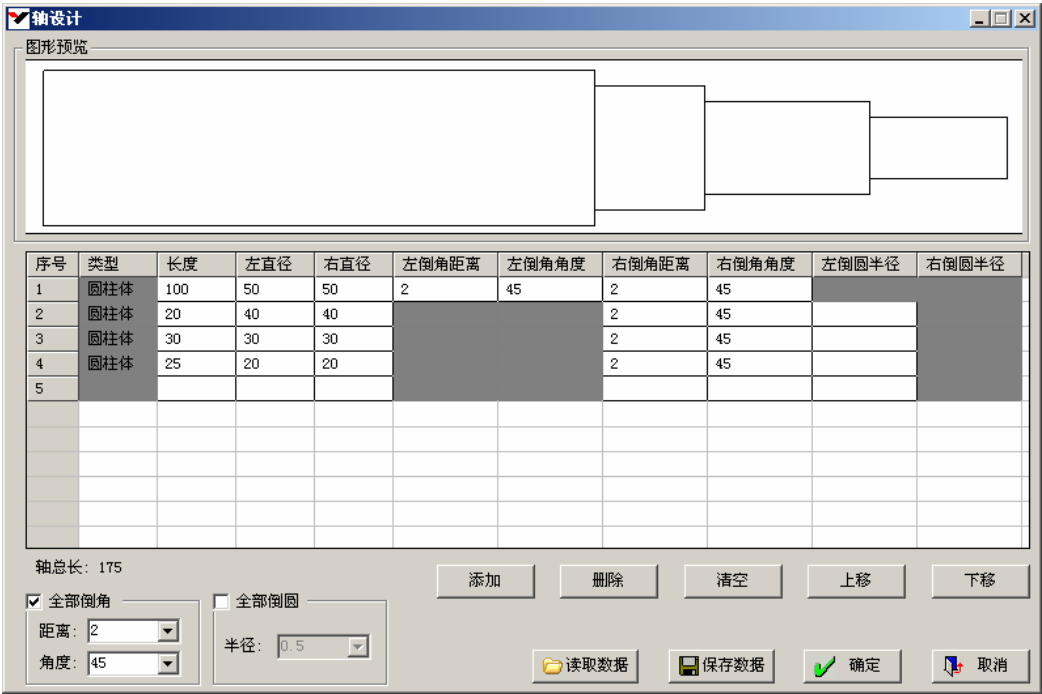 轴设计
图形预览
序号 类型 长度 左直径 右直径 左倒角距离 左倒角角度 右倒角距离 右倒角角度 左倒圆半径 右倒圆半径
1 圆柱体 100 50 50 2 45 2 45
2 圆柱体 20 40 40 2 45
3 圆柱体 30 30 30 2 45
4 圆柱体 25 20 20 2 45
5
轴总长: 175
添加 删除 清空 上移 下移
全部倒角 全部倒圆
距离: 2
半径: 0.5
角度: 45
读取数据 保存数据 确定 取消